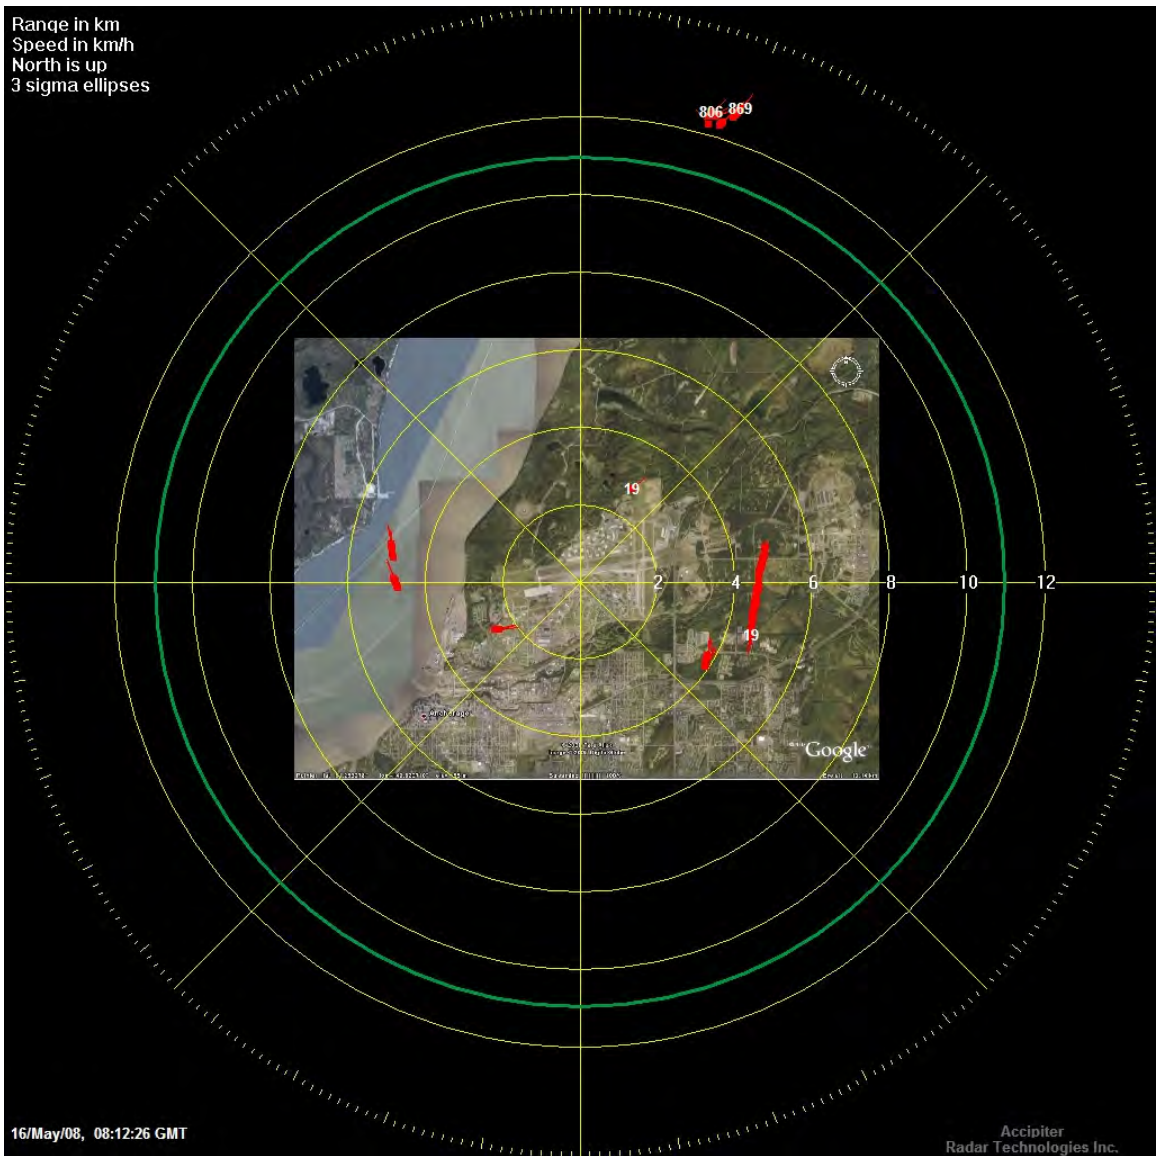 Range in km
Speed in km/h
North is up
3 sigma ellipses
806 869
19
2 4 6 8 10 12
19
Google
16/May/08, 08:12:26 GMT
Accipiter
Radar Technologies Inc.